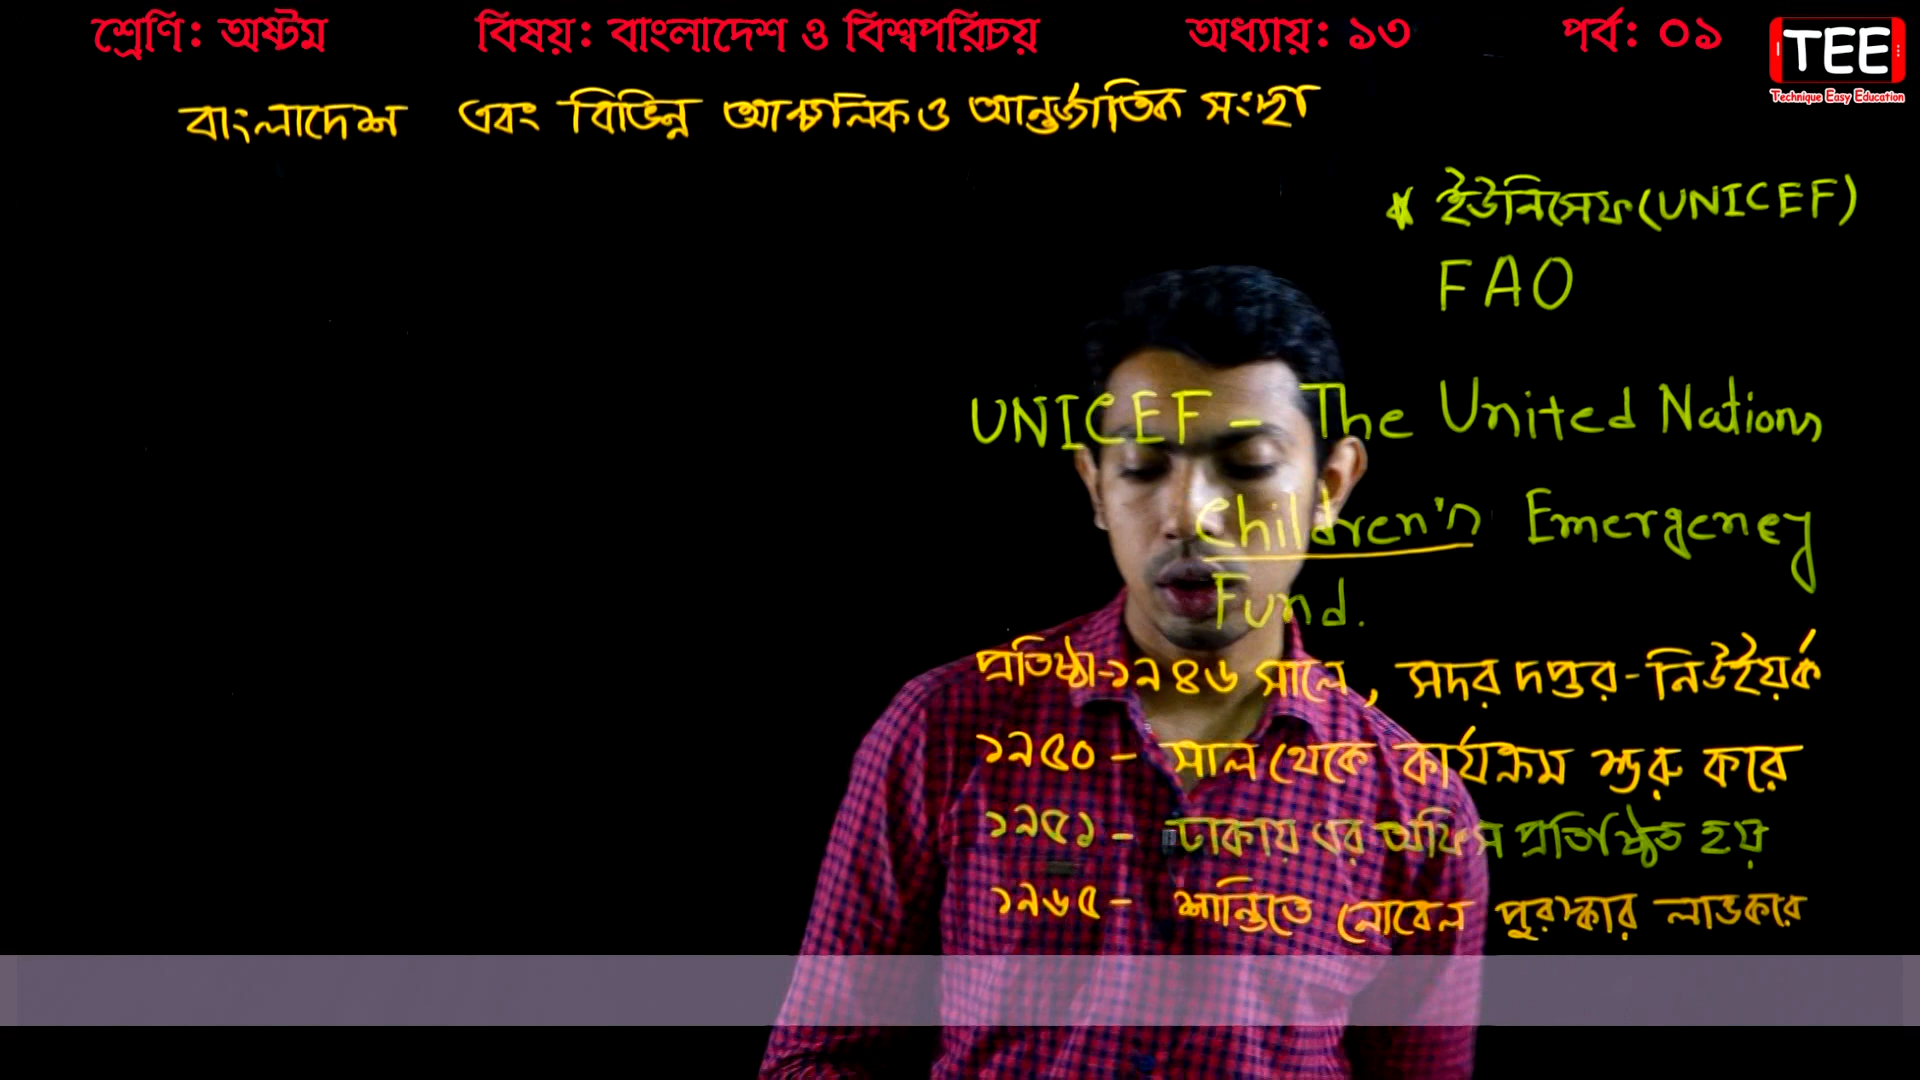 শ্রেণি: অষ্টম বিষয়: বাংলাদেশ ও বিশ্বপরিচয় অধ্যায়: ১৩ পর্ব: ০১
TEE
Technique Easy Education
বাংলাদেশ এবং বিভিন্ন আঞ্চলিক ও আন্তর্জাতিক সংস্থা
* ইউনিসেফ (UNICEF)
FAO
UNICEF - The United Nations
Children's Emergency
Fund.
প্রতিষ্ঠা-১৯৪৬ সালে, সদর দপ্তর-নিউইয়র্ক
১৯৫০ - সাল থেকে কার্যক্রম শুরু করে
১৯৫১ - ঢাকায় এর অফিস প্রতিষ্ঠিত হয়
১৯৬৫ - শান্তিতে নোবেল পুরস্কার লাভ করে